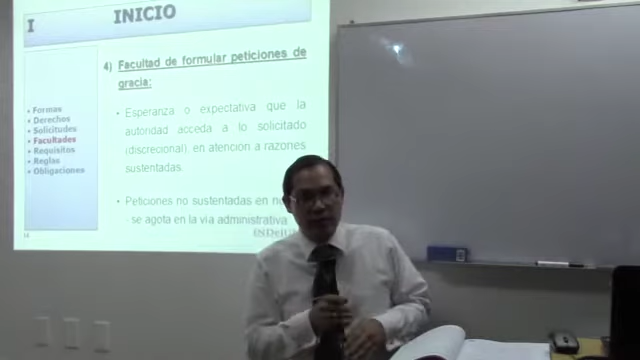 I
INICIO
4) Facultad de formular peticiones de
gracia:
• Esperanza o expectativa que la
autoridad acceda a lo solicitado
(discrecional) en atención a razones
sustentadas.
• Peticiones no sustentadas en
se agota en la vía administrativa
• Formas
• Derechos
• Solicitudes
• Facultades
• Requisitos
• Reglas
• Obligaciones